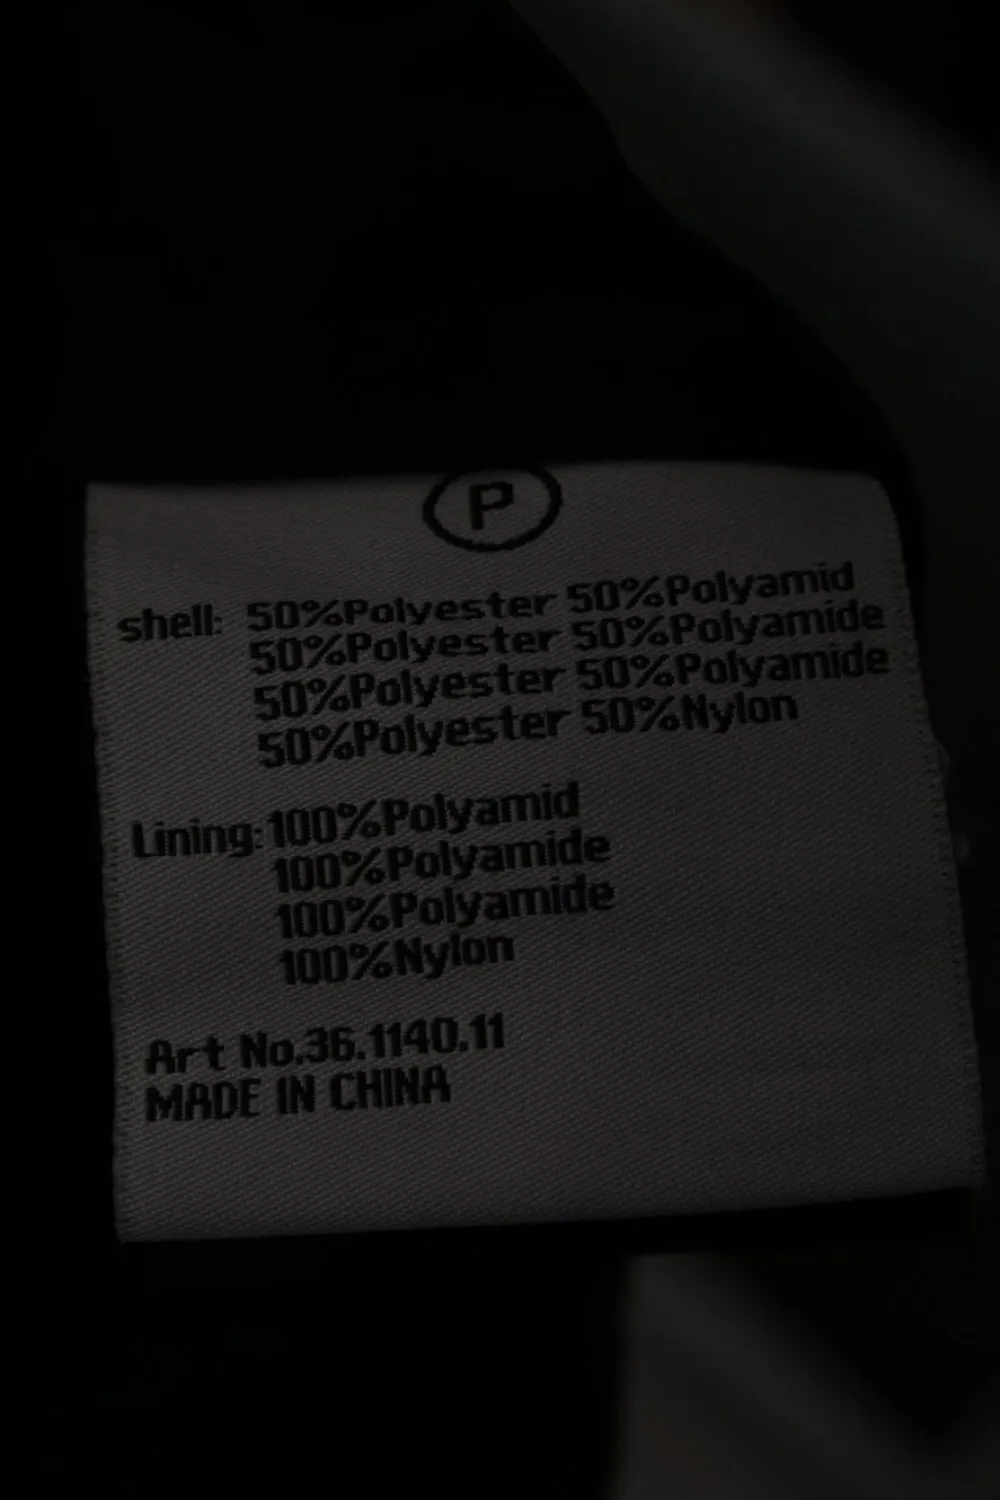 P
shell: 50%Polyester 50%Polyamid
50%Polyester 50%Polyamide
50%Polyester 50%Polyamide
50%Polyester 50%Nylon
Lining:100%Polyamid
100%Polyamide
100%Polyamide
100%Nylon
Art No.36.1140.11
MADE IN CHINA